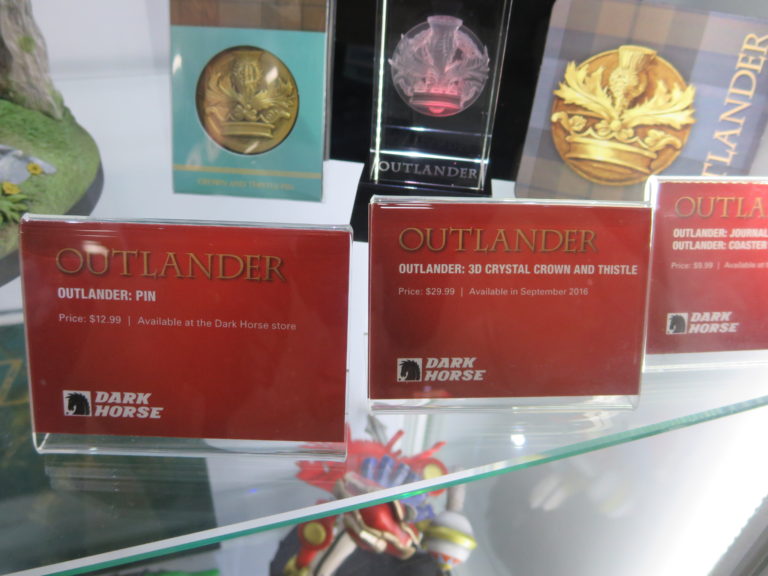 CROWN AND THISTLE PIN
OUTLANDER
OUTLANDER
OUTLANDER
OUTLANDER: PIN
Price: $12.99 | Available at the Dark Horse store
DARK
HORSE
OUTLANDER
OUTLANDER: 3D CRYSTAL CROWN AND THISTLE
Price: $29.99 | Available in September 2016
DARK
HORSE
OUTLA
OUTLANDER: JOURNAL
OUTLANDER: COASTER
Price: $9.99 | Available at
DARK
HORSE